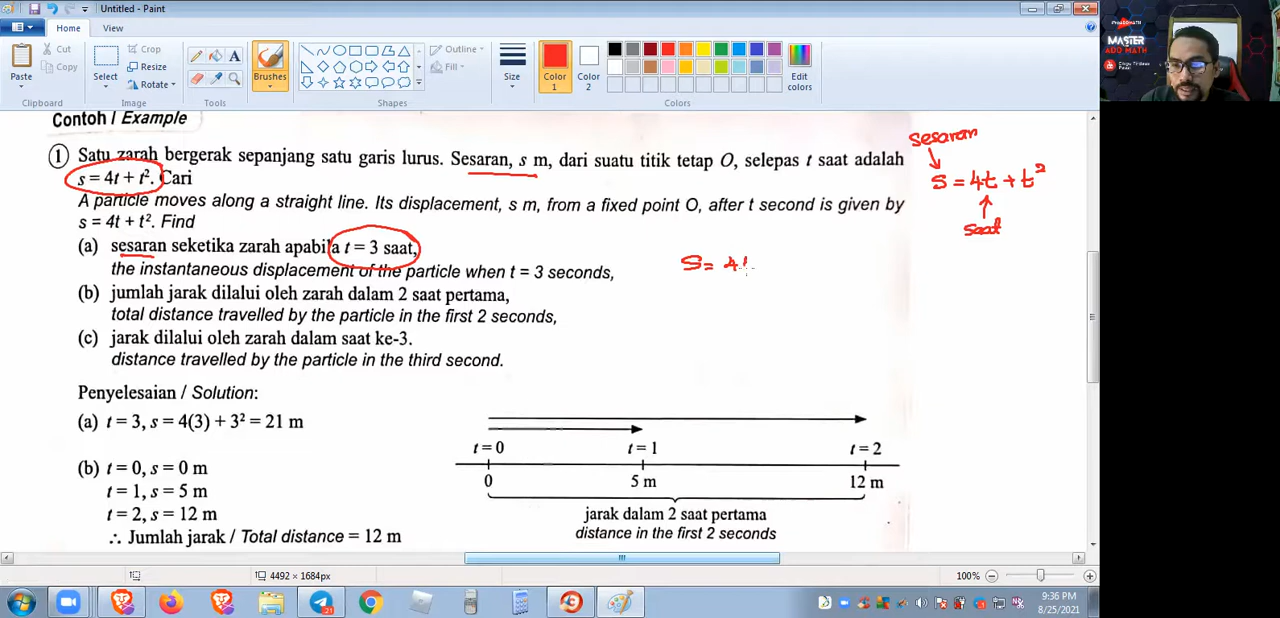 Untitled - Paint
Home
View
Paste
Cut
Copy
Clipboard
Select
Crop
Resize
Rotate
Image
Tools
Brushes
Shapes
Outline
Fill
Size
Color 1
Color 2
Colors
Edit colors
MASTER
ADD MATH
Contoh / Example
1 Satu zarah bergerak sepanjang satu garis lurus. Sesaran, s m, dari suatu titik tetap O, selepas t saat adalah
s = 4t + t². Cari
A particle moves along a straight line. Its displacement, s m, from a fixed point O, after t second is given by
s = 4t + t². Find
(a) sesaran seketika zarah apabila t = 3 saat,
the instantaneous displacement of the particle when t = 3 seconds,
(b) jumlah jarak dilalui oleh zarah dalam 2 saat pertama,
total distance travelled by the particle in the first 2 seconds,
(c) jarak dilalui oleh zarah dalam saat ke-3.
distance travelled by the particle in the third second.
sesaran
s = 4t + t²
saat
s = 4
Penyelesaian / Solution:
(a) t = 3, s = 4(3) + 3² = 21 m
(b) t = 0, s = 0 m
t = 1, s = 5 m
t = 2, s = 12 m
∴ Jumlah jarak / Total distance = 12 m
t = 0 t = 1 t = 2
0 5 m 12 m
jarak dalam 2 saat pertama
distance in the first 2 seconds
4492 × 1684px
100%
21
9:36 PM
8/25/2021